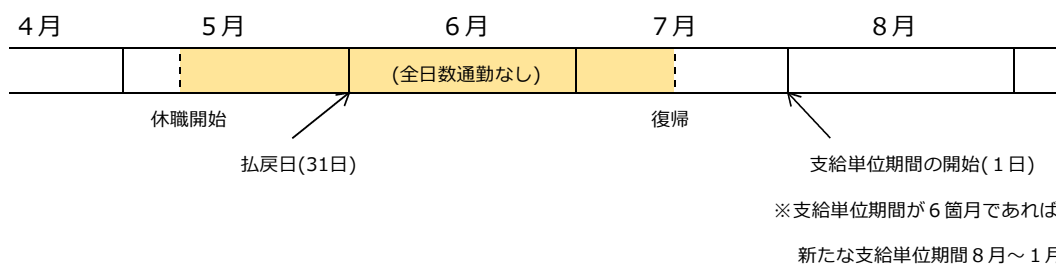 ４月 ５月 ６月 ７月 ８月
(全日数通勤なし)
休職開始 復帰
払戻日(31日) 支給単位期間の開始(１日)
※支給単位期間が６箇月であれば
新たな支給単位期間８月～１月